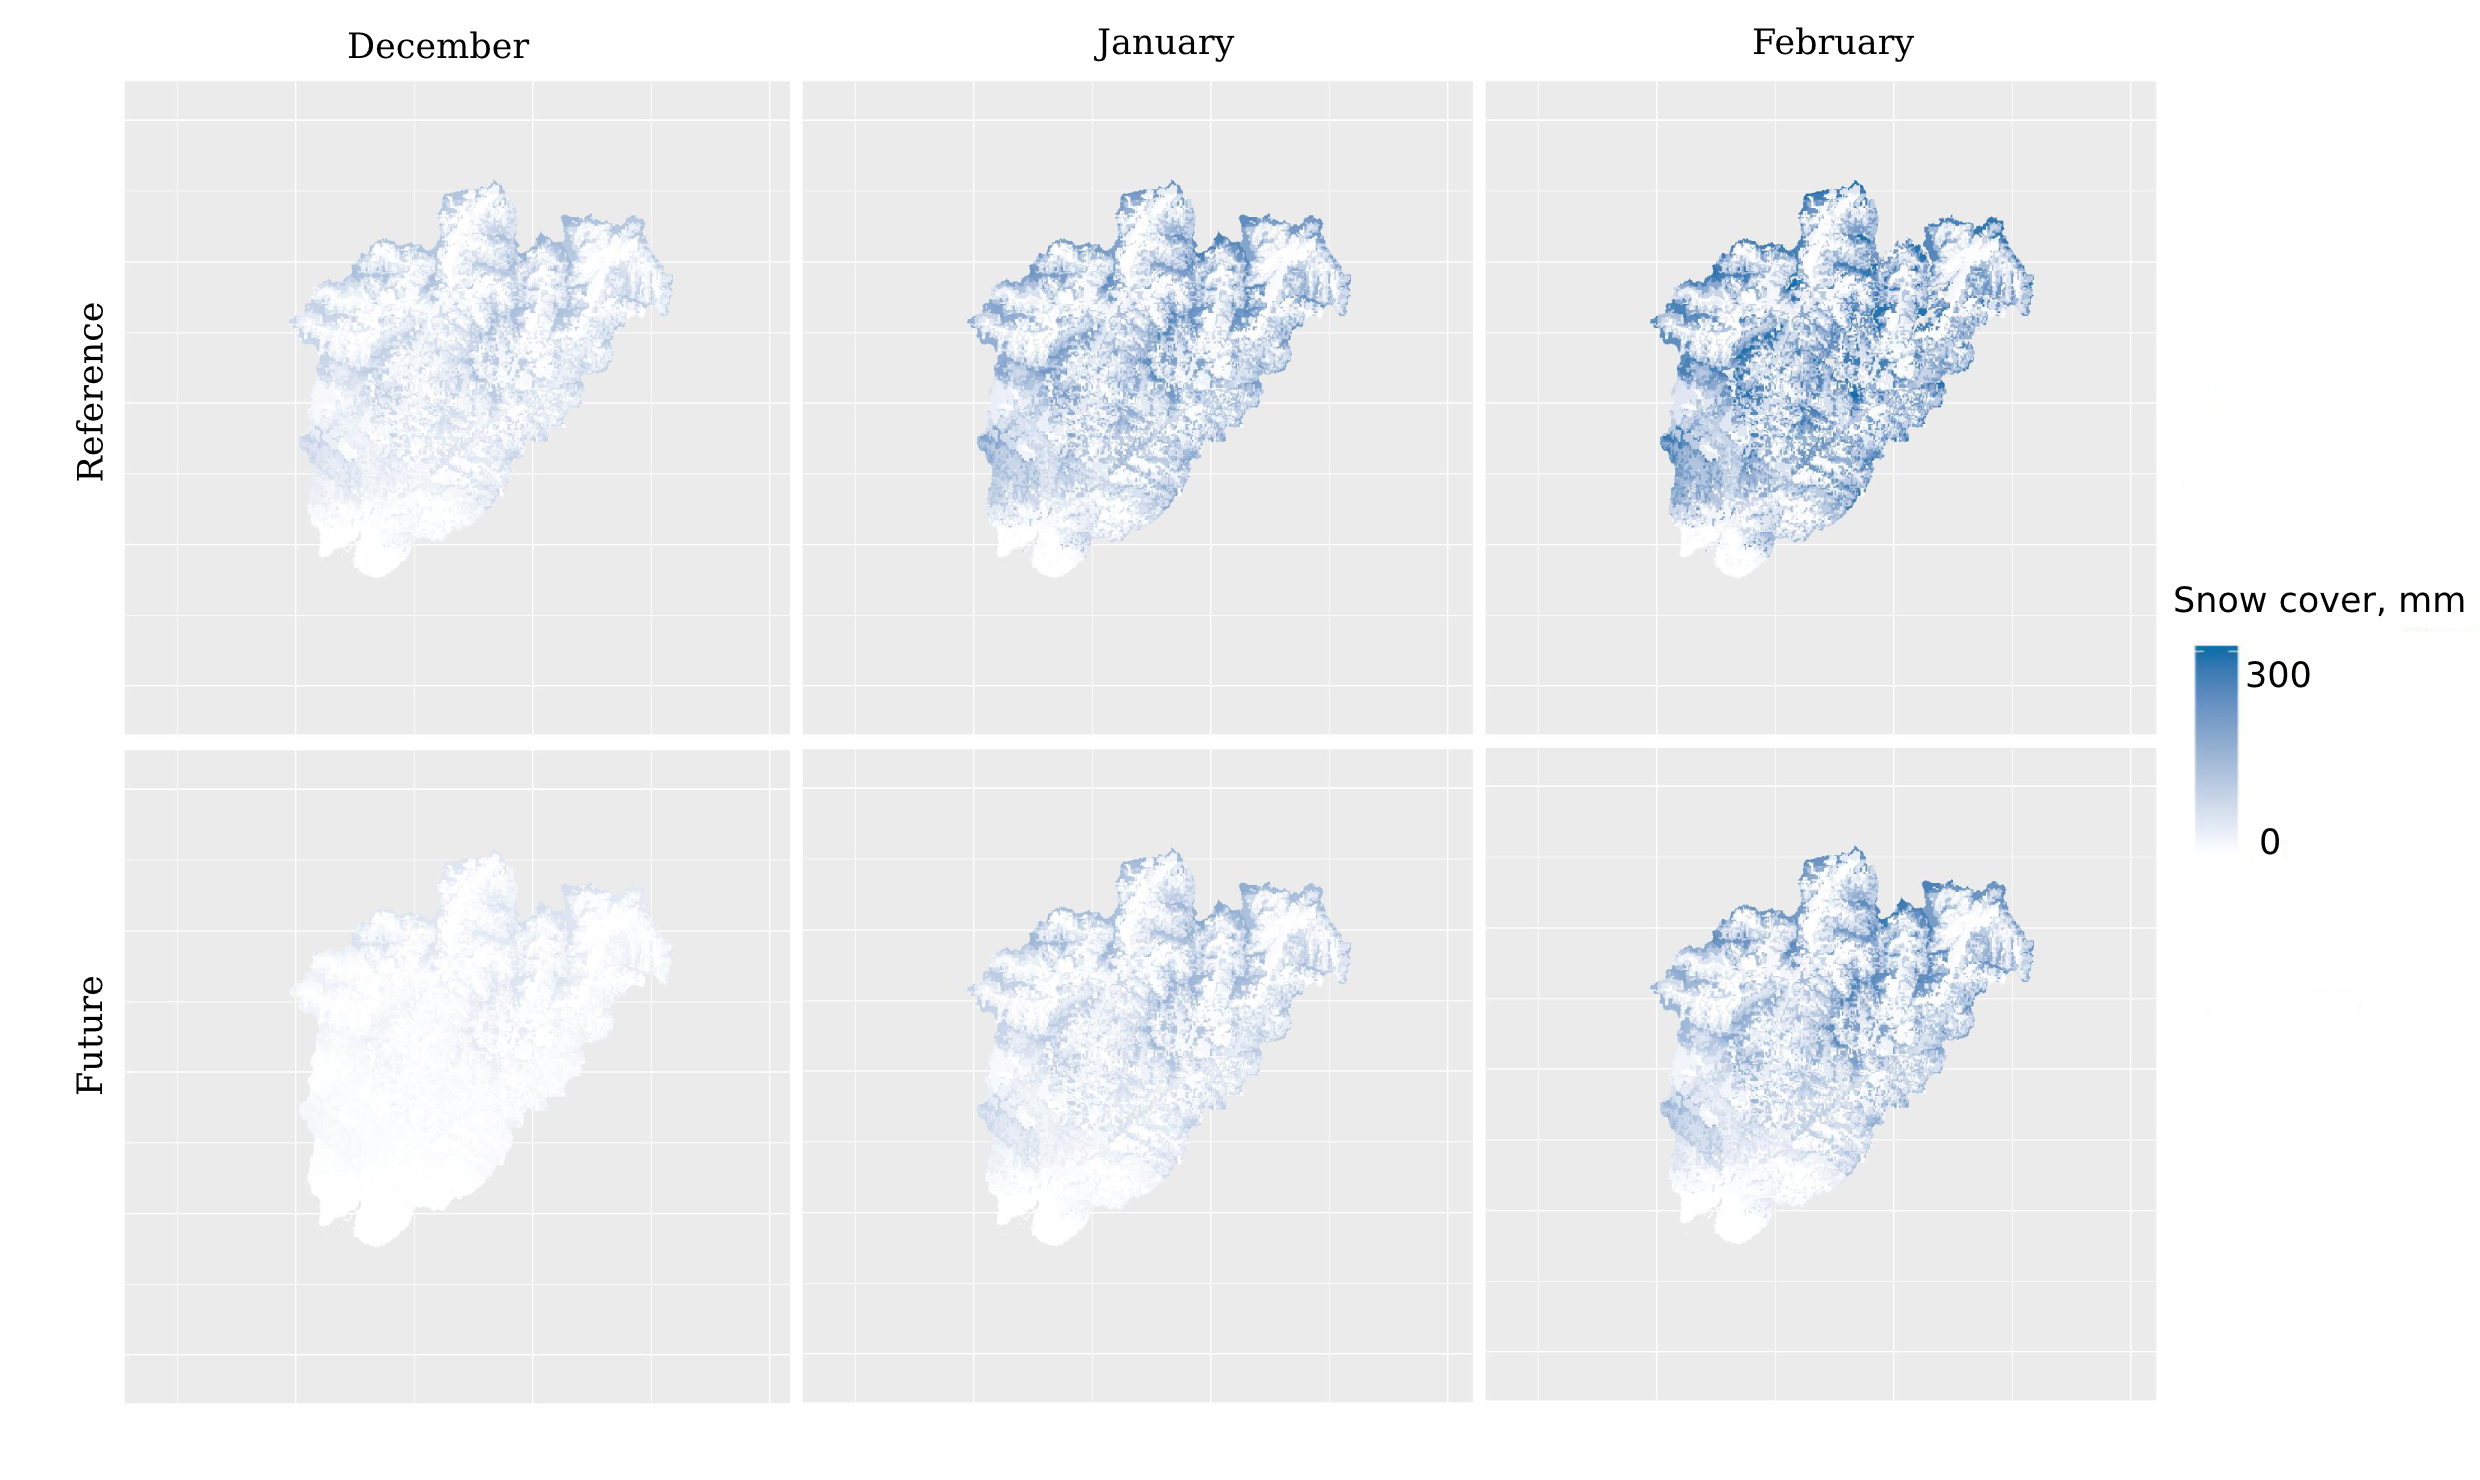 December
January
February
Reference
Snow cover, mm
300
0
Future